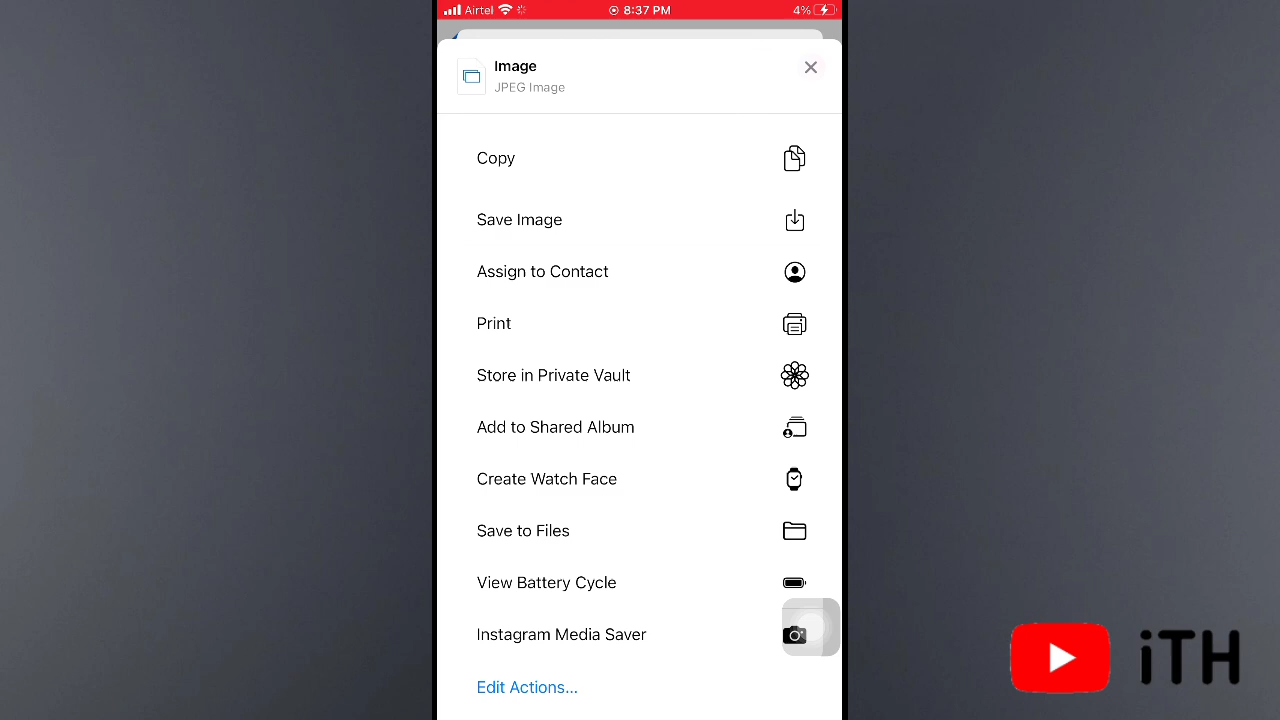 Airtel 8:37 PM 4%
Image
JPEG Image
Copy
Save Image
Assign to Contact
Print
Store in Private Vault
Add to Shared Album
Create Watch Face
Save to Files
View Battery Cycle
Instagram Media Saver
Edit Actions...
iTH